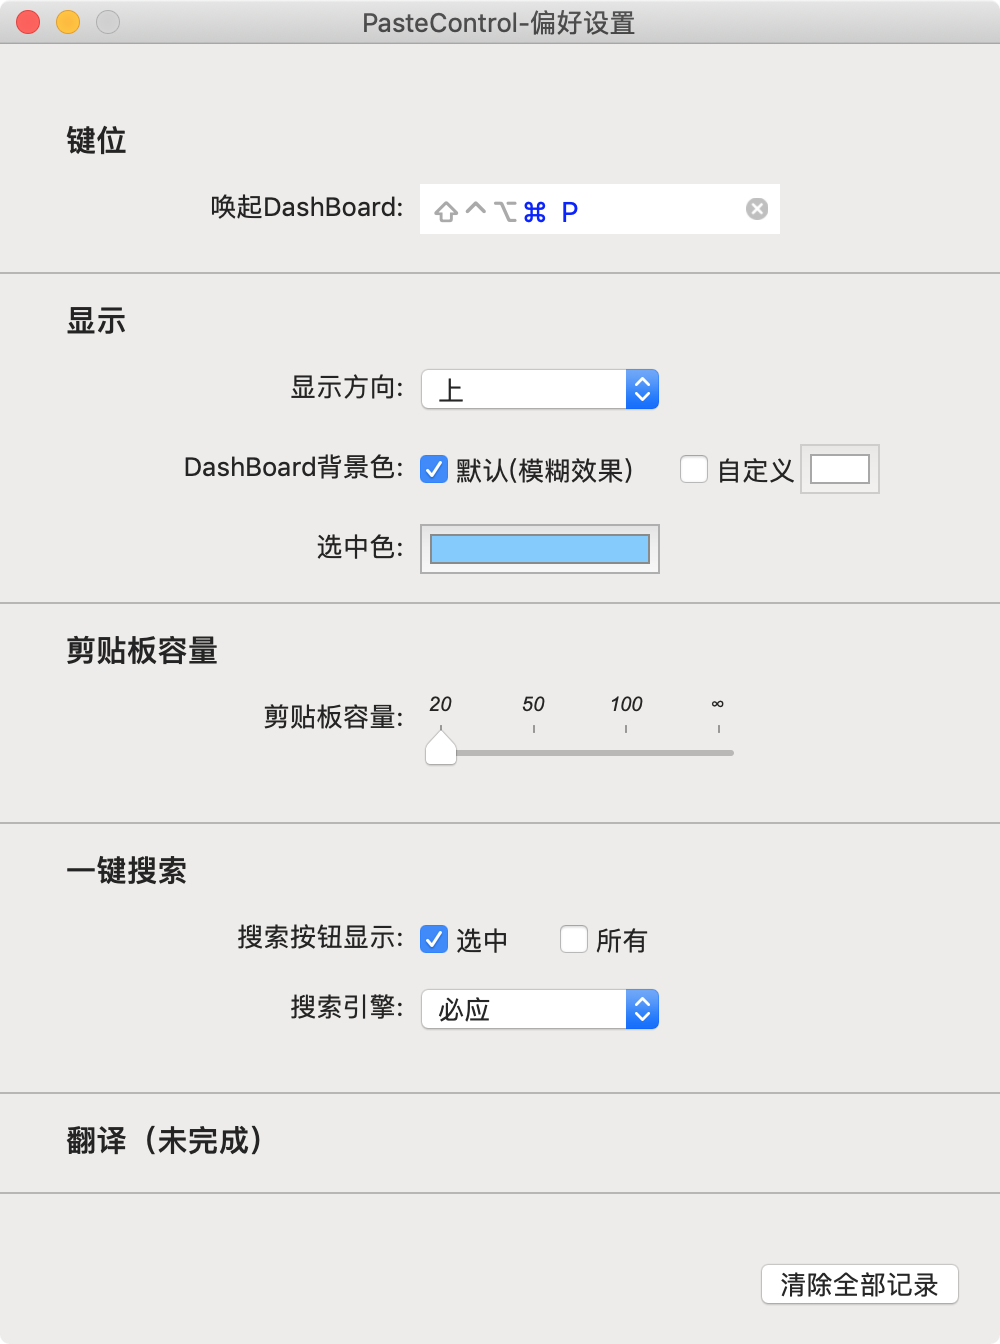 PasteControl-偏好设置
键位
唤起DashBoard: ⇧⌃⌥⌘ P
显示
显示方向: 上
DashBoard背景色: 默认(模糊效果) 自定义
选中色:
剪贴板容量
20 50 100 ∞
剪贴板容量:
一键搜索
搜索按钮显示: 选中 所有
搜索引擎: 必应
翻译（未完成）
清除全部记录